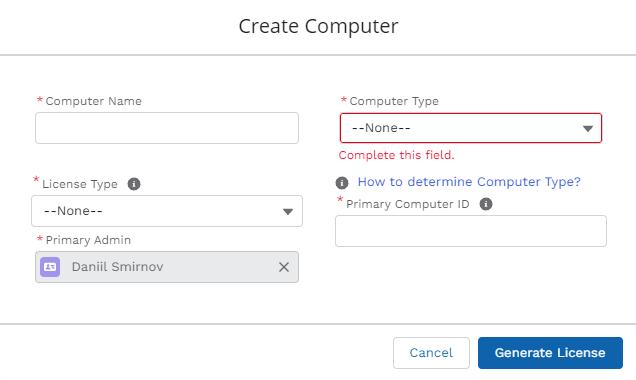 Create Computer
* Computer Name
* Computer Type
--None--
Complete this field.
* License Type
How to determine Computer Type?
--None--
* Primary Computer ID
* Primary Admin
Daniil Smirnov
Cancel
Generate License